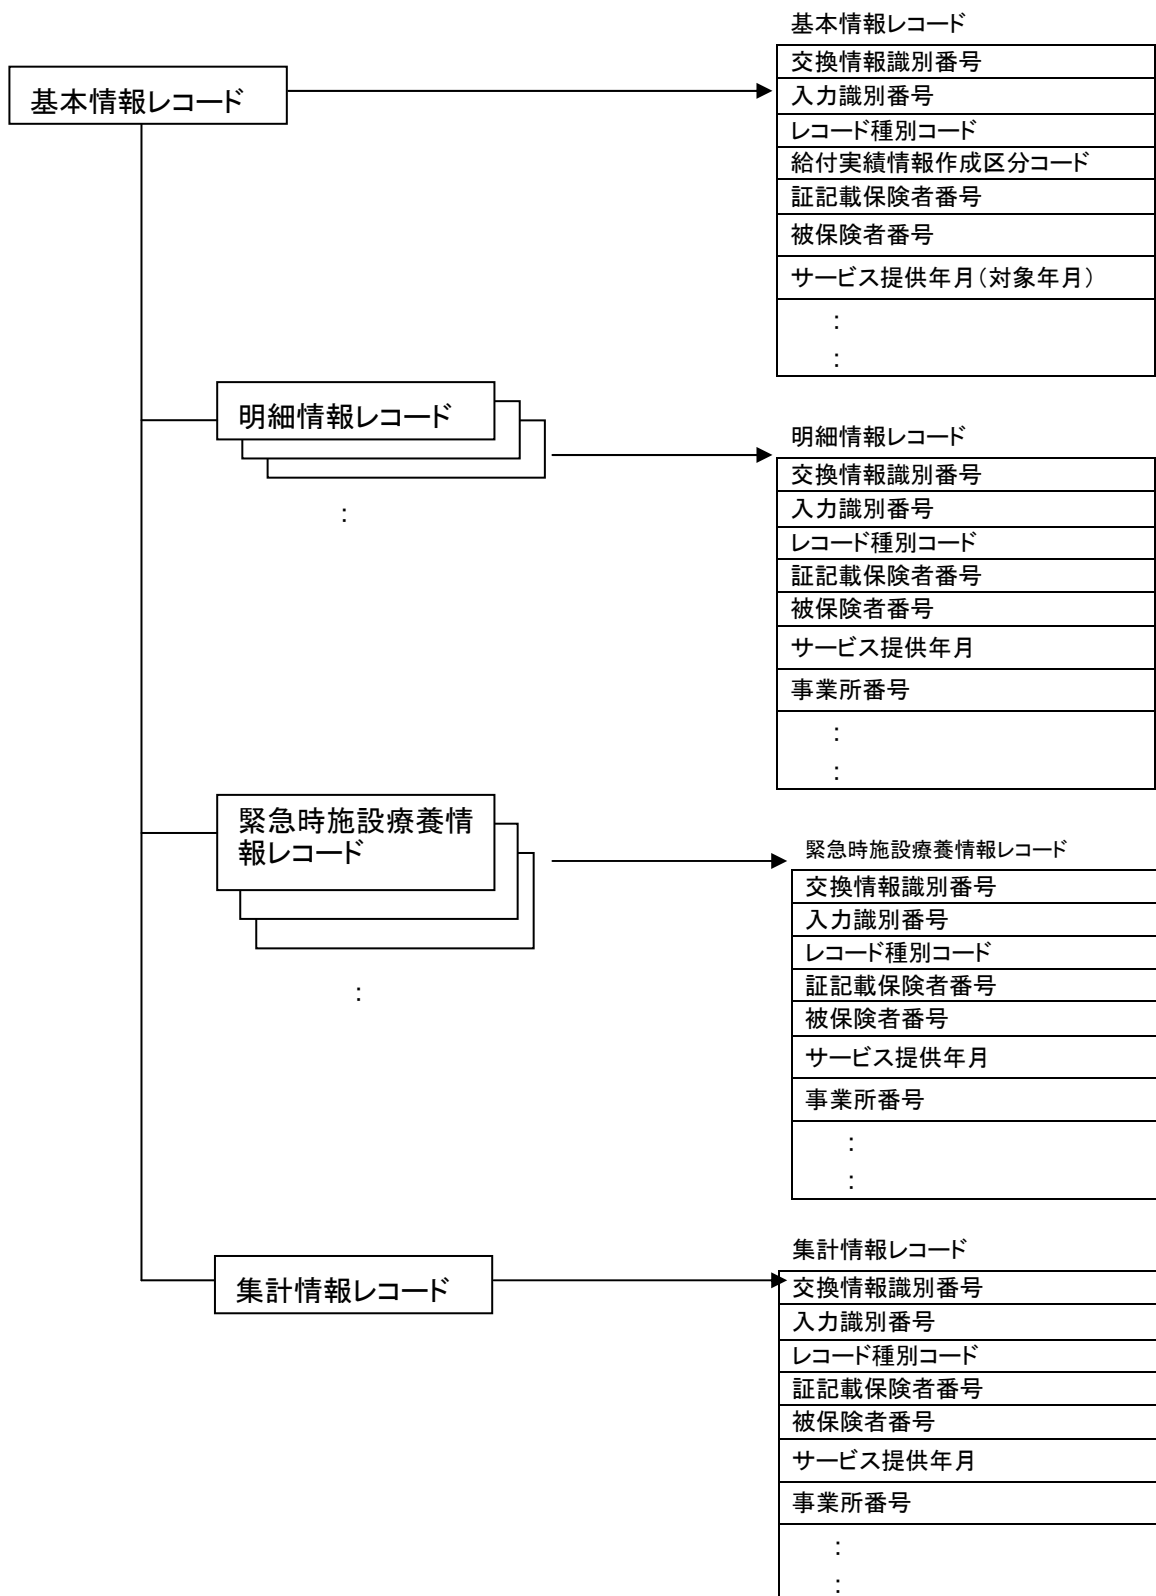 基本情報レコード
基本情報レコード
交換情報識別番号
入力識別番号
レコード種別コード
給付実績情報作成区分コード
証記載保険者番号
被保険者番号
サービス提供年月（対象年月）
：
：
明細情報レコード
：
明細情報レコード
交換情報識別番号
入力識別番号
レコード種別コード
証記載保険者番号
被保険者番号
サービス提供年月
事業所番号
：
：
緊急時施設療養情
報レコード
：
緊急時施設療養情報レコード
交換情報識別番号
入力識別番号
レコード種別コード
証記載保険者番号
被保険者番号
サービス提供年月
事業所番号
：
：
集計情報レコード
集計情報レコード
交換情報識別番号
入力識別番号
レコード種別コード
証記載保険者番号
被保険者番号
サービス提供年月
事業所番号
：
：